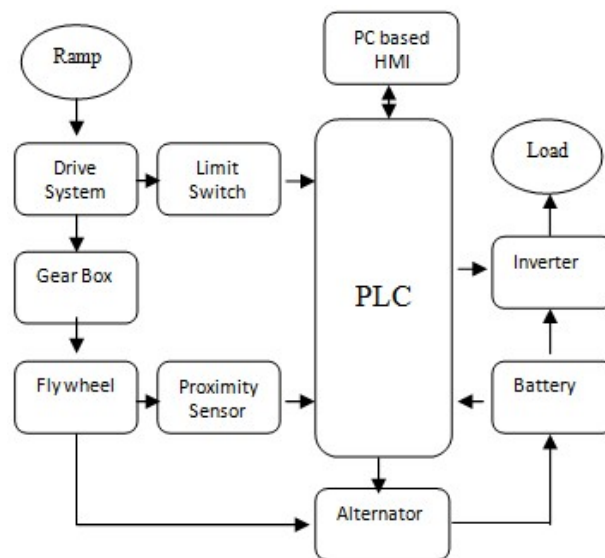 Ramp
PC based
HMI
Drive
System
Limit
Switch
Load
Gear Box
PLC
Inverter
Fly wheel
Proximity
Sensor
Battery
Alternator